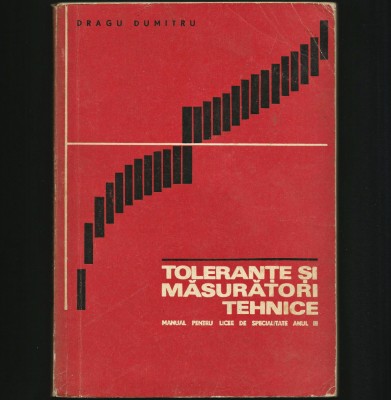 DRAGU DUMITRU
TOLERANȚE ȘI
MĂSURĂTORI
TEHNICE
MANUAL PENTRU LICEE DE SPECIALITATE ANUL III